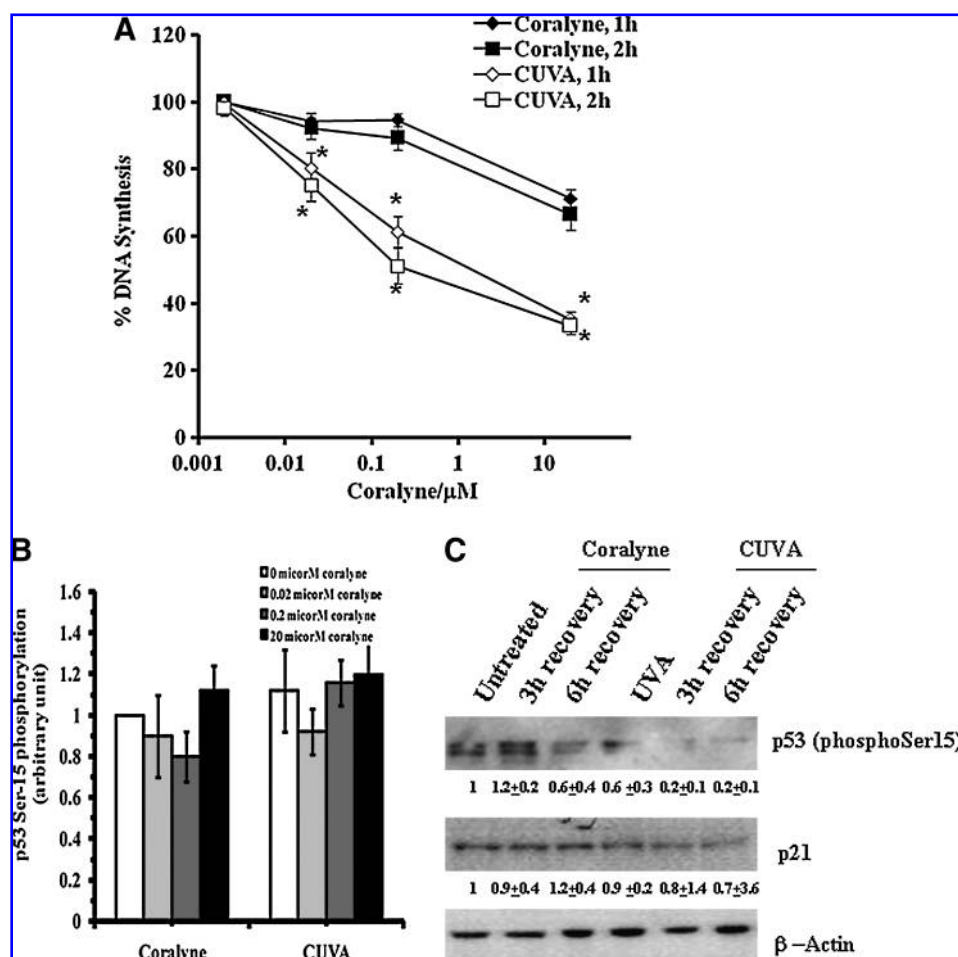 A
120
100
80
60
40
20
0
% DNA Synthesis
0.001
0.01
0.1
1
10
Coralyne/μM
Coralyne, 1h
Coralyne, 2h
CUVA, 1h
CUVA, 2h
*
*
*
*
*
*
B
1.6
1.4
1.2
1
0.8
0.6
0.4
0.2
0
p53 Ser-15 phosphorylation
(arbitrary unit)
0 micorM coralyne
0.02 micorM coralyne
0.2 micorM coralyne
20 micorM coralyne
Coralyne
CUVA
C
Coralyne
CUVA
Untreated
3h recovery
6h recovery
UVA
3h recovery
6h recovery
p53 (phosphoSer15)
1 1.2±0.2 0.6±0.4 0.6 ±0.3 0.2±0.1 0.2±0.1
p21
1 0.9±0.4 1.2±0.4 0.9 ±0.2 0.8±1.4 0.7±3.6
β –Actin